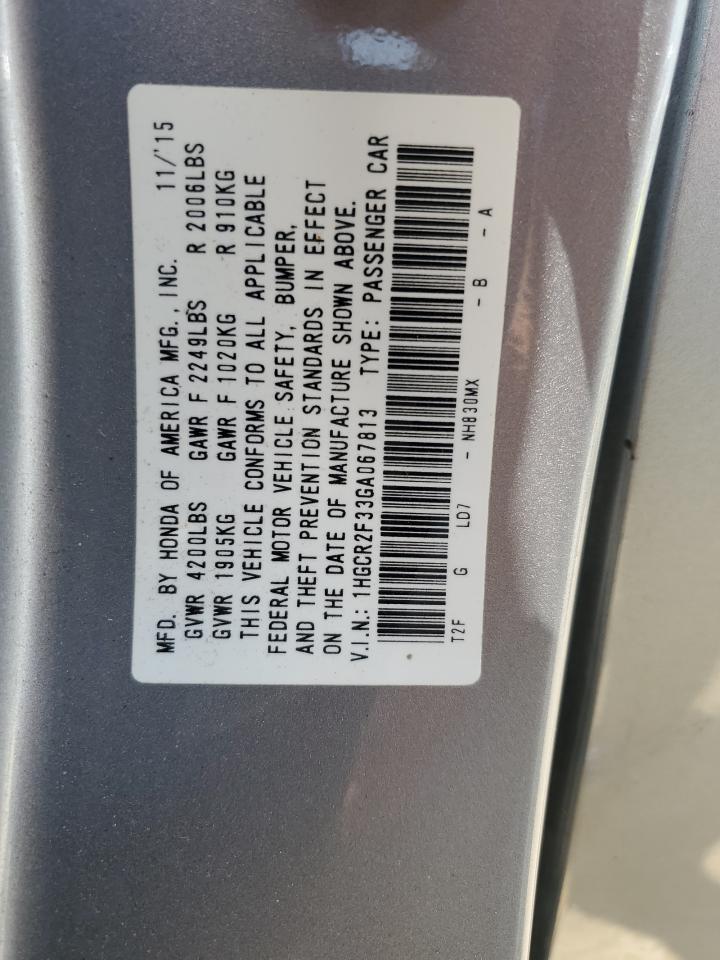 MFD. BY HONDA OF AMERICA MFG., INC. 11/'15
GVWR 4200LBS GAWR F 2249LBS R 2006LBS
GVWR 1905KG GAWR F 1020KG R 910KG
THIS VEHICLE CONFORMS TO ALL APPLICABLE
FEDERAL MOTOR VEHICLE SAFETY, BUMPER,
AND THEFT PREVENTION STANDARDS IN EFFECT
ON THE DATE OF MANUFACTURE SHOWN ABOVE.
V.I.N.: 1HGCR2F33GA067813 TYPE: PASSENGER CAR
T2F G LD7 - NH830MX - B - A